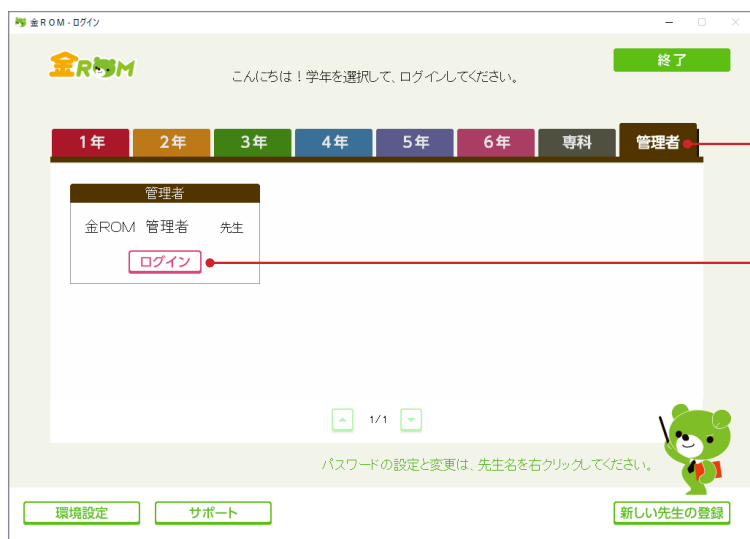 金ROM - ログイン
金ROM
こんにちは！学年を選択して、ログインしてください。
終了
1年 2年 3年 4年 5年 6年 専科 管理者
管理者
金ROM 管理者 先生
ログイン
1/1
パスワードの設定と変更は、先生名を右クリックしてください。
環境設定 サポート 新しい先生の登録